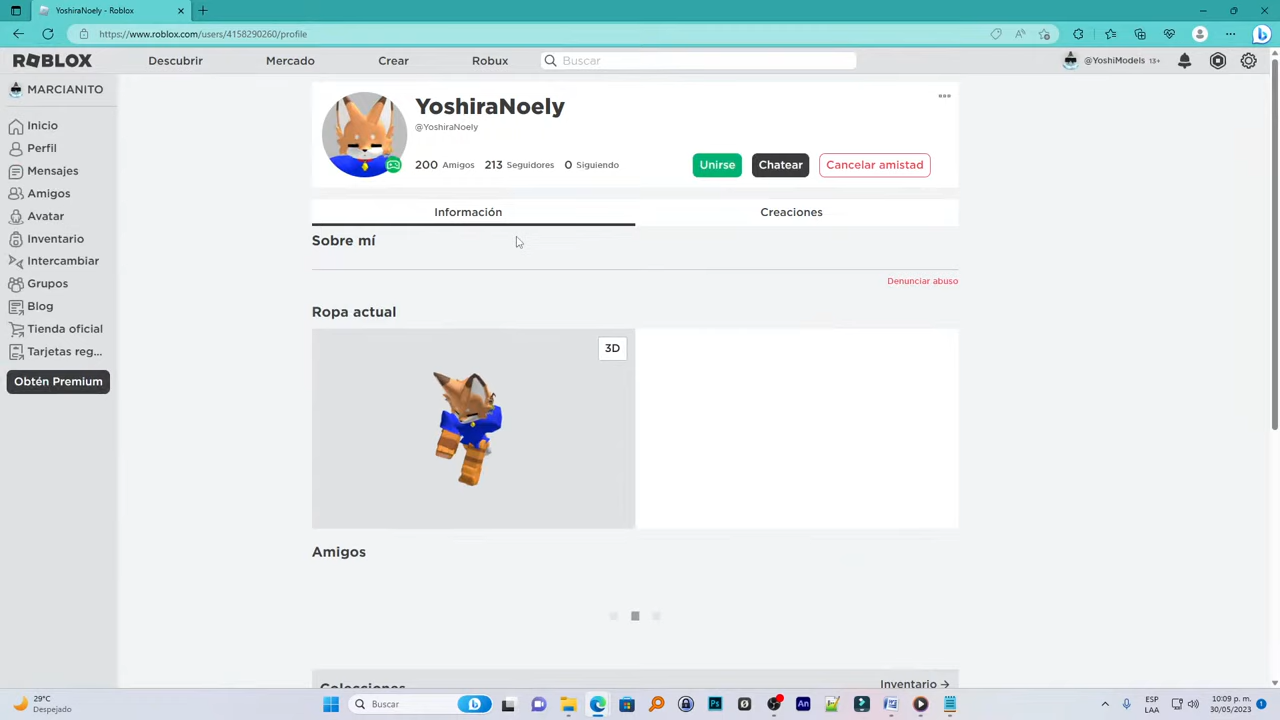 YoshiraNoely - Roblox
https://www.roblox.com/users/4158290260/profile
ROBLOX
Descubrir
Mercado
Crear
Robux
Buscar
@YoshiModels 13+
MARCIANITO
Inicio
Perfil
Mensajes
Amigos
Avatar
Inventario
Intercambiar
Grupos
Blog
Tienda oficial
Tarjetas reg...
Obtén Premium
YoshiraNoely
@YoshiraNoely
200 Amigos 213 Seguidores 0 Siguiendo
Unirse
Chatear
Cancelar amistad
Información
Creaciones
Sobre mí
Denunciar abuso
Ropa actual
3D
Amigos
Colecciones
Inventario →
29°C
Despejado
Buscar
Ps
An
ESP
LAA
10:09 p. m.
30/05/2023